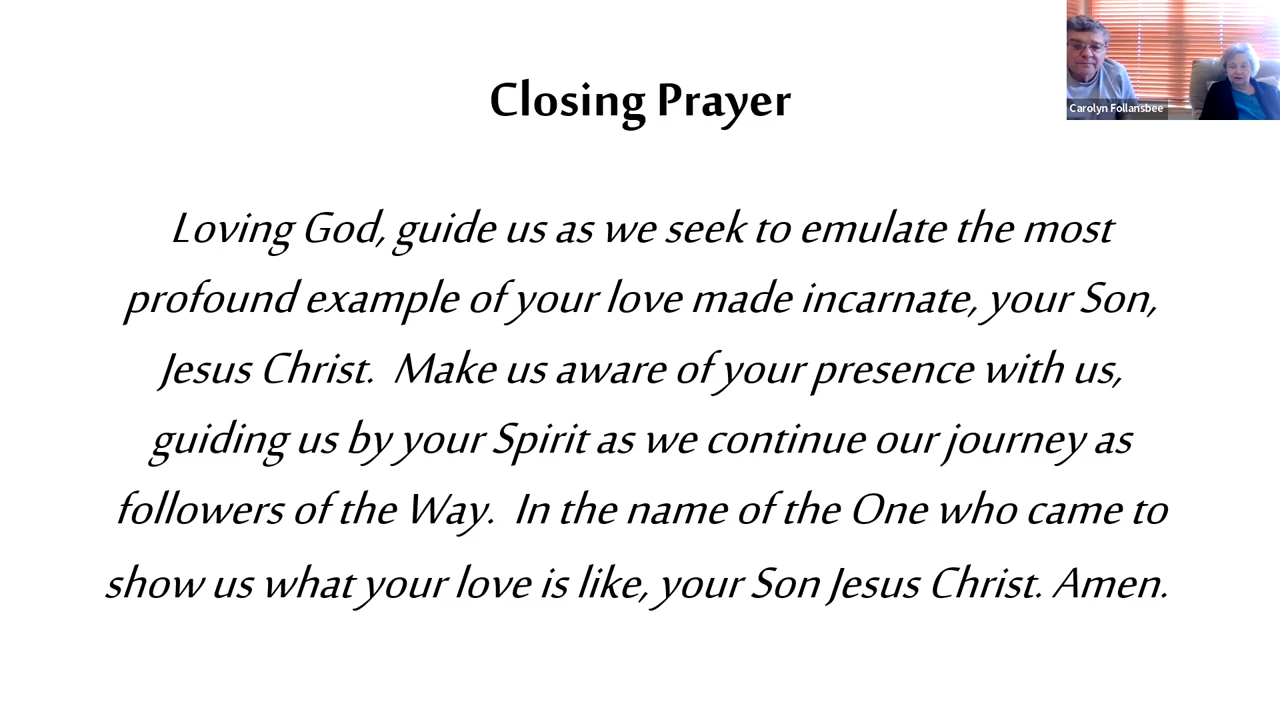 Closing Prayer
Carolyn Follansbee
Loving God, guide us as we seek to emulate the most
profound example of your love made incarnate, your Son,
Jesus Christ.  Make us aware of your presence with us,
guiding us by your Spirit as we continue our journey as
followers of the Way.  In the name of the One who came to
show us what your love is like, your Son Jesus Christ. Amen.